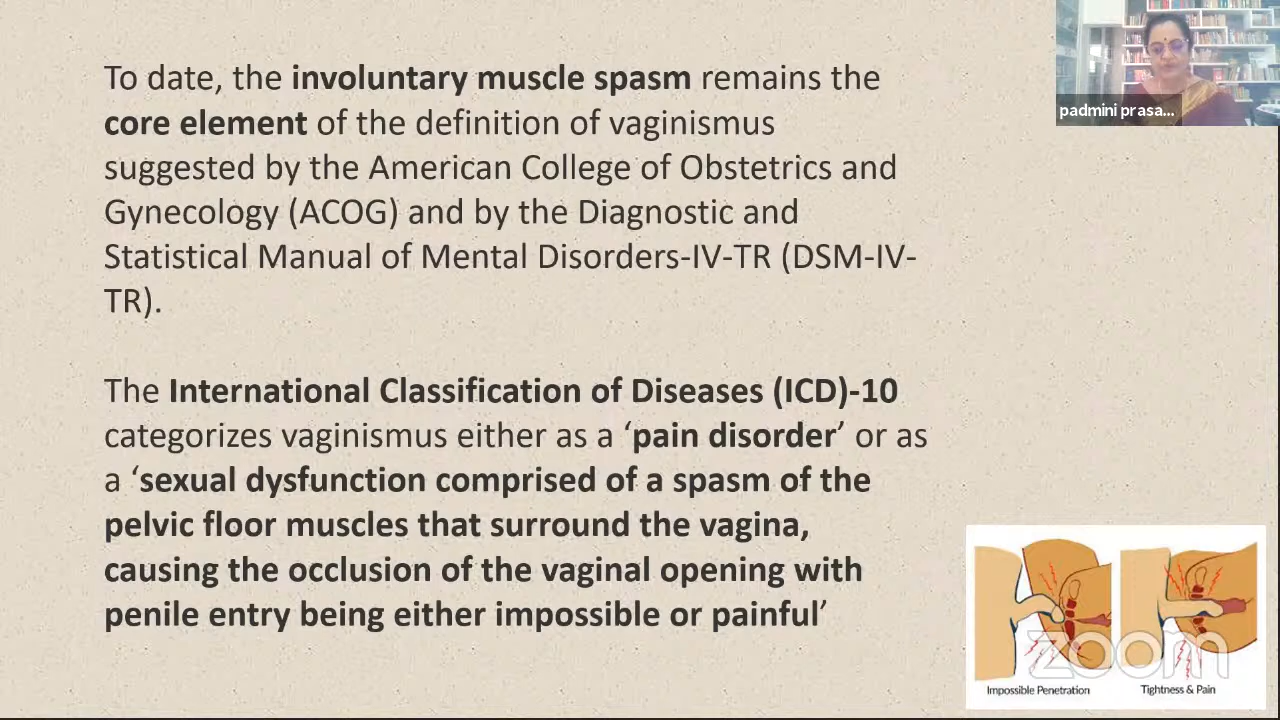 To date, the involuntary muscle spasm remains the
core element of the definition of vaginismus
suggested by the American College of Obstetrics and
Gynecology (ACOG) and by the Diagnostic and
Statistical Manual of Mental Disorders-IV-TR (DSM-IV-
TR).
The International Classification of Diseases (ICD)-10
categorizes vaginismus either as a ‘pain disorder’ or as
a ‘sexual dysfunction comprised of a spasm of the
pelvic floor muscles that surround the vagina,
causing the occlusion of the vaginal opening with
penile entry being either impossible or painful’
padmini prasa...
Impossible Penetration
Tightness & Pain
zoom